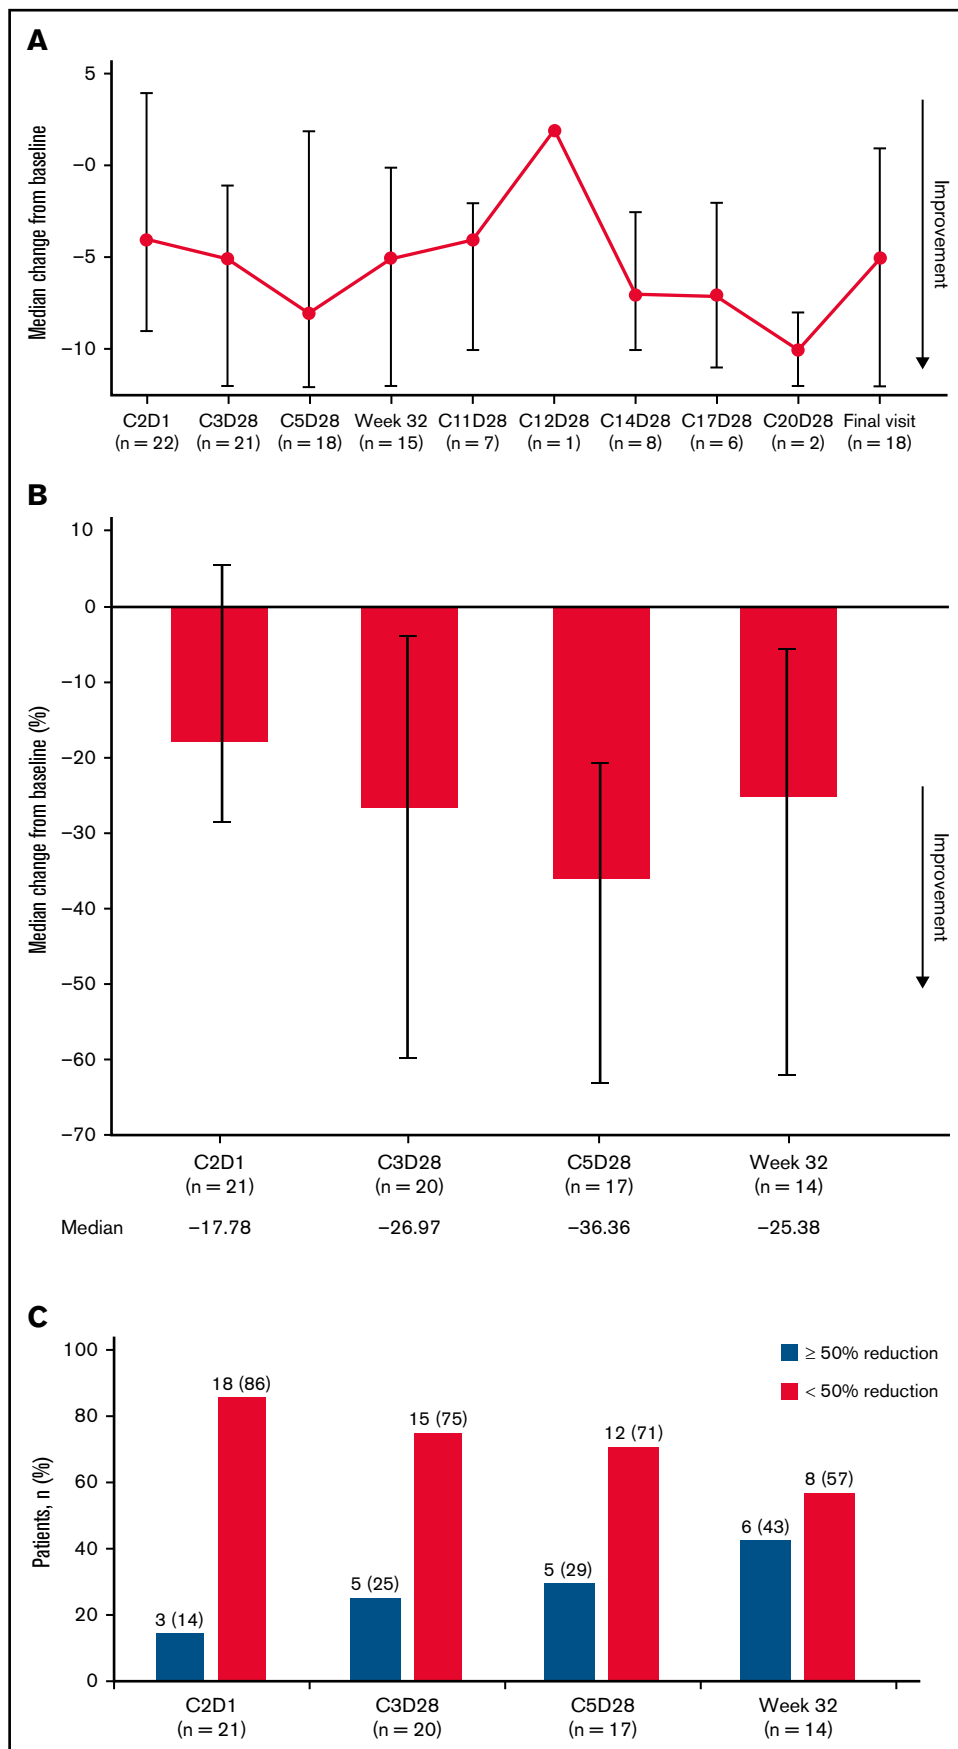 A
Median change from baseline
5
–0
–5
–10
Improvement
C2D1 C3D28 C5D28 Week 32 C11D28 C12D28 C14D28 C17D28 C20D28 Final visit
(n = 22) (n = 21) (n = 18) (n = 15) (n = 7) (n = 1) (n = 8) (n = 6) (n = 2) (n = 18)
B
Median change from baseline (%)
10
0
–10
–20
–30
–40
–50
–60
–70
Improvement
C2D1 C3D28 C5D28 Week 32
(n = 21) (n = 20) (n = 17) (n = 14)
Median –17.78 –26.97 –36.36 –25.38
C
Patients, n (%)
100
80
60
40
20
0
≥ 50% reduction
< 50% reduction
18 (86)
15 (75)
12 (71)
8 (57)
6 (43)
5 (25)
5 (29)
3 (14)
C2D1 C3D28 C5D28 Week 32
(n = 21) (n = 20) (n = 17) (n = 14)